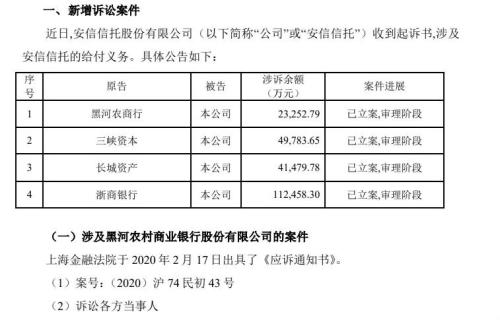 一、新增诉讼案件
近日,安信信托股份有限公司（以下简称“公司”或“安信信托”）收到起诉书,涉及
安信信托的给付义务。具体公告如下：
序号 原告 被告 涉诉金额（万元） 案件进展
1 黑河农商行 本公司 23,252.79 已立案,审理阶段
2 三峡资本 本公司 49,783.65 已立案,审理阶段
3 长城资产 本公司 41,479.78 已立案,审理阶段
4 浙商银行 本公司 112,458.30 已立案,审理阶段
（一）涉及黑河农村商业银行股份有限公司的案件
上海金融法院于 2020 年 2 月 17 日出具了《应诉通知书》。
（1）案号：（2020）沪 74 民初 43 号
（2）诉讼各方当事人